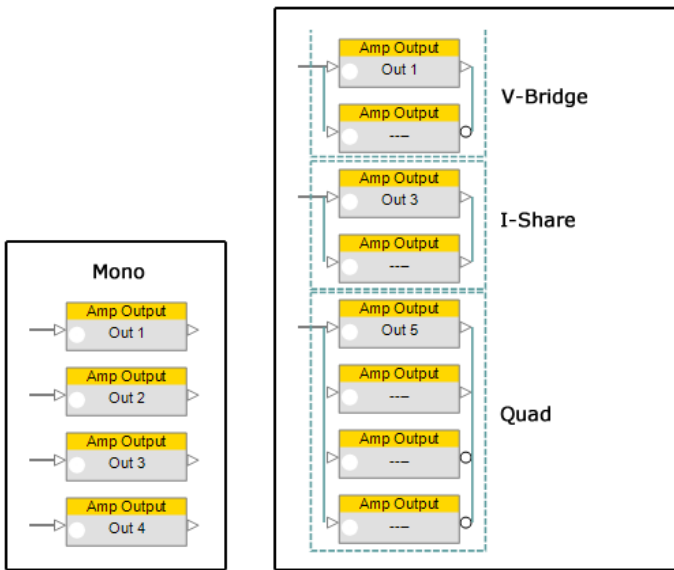 Mono
Amp Output
Out 1
Amp Output
Out 2
Amp Output
Out 3
Amp Output
Out 4
Amp Output
Out 1
Amp Output
----
V-Bridge
Amp Output
Out 3
Amp Output
----
I-Share
Amp Output
Out 5
Amp Output
----
Amp Output
----
Amp Output
----
Quad